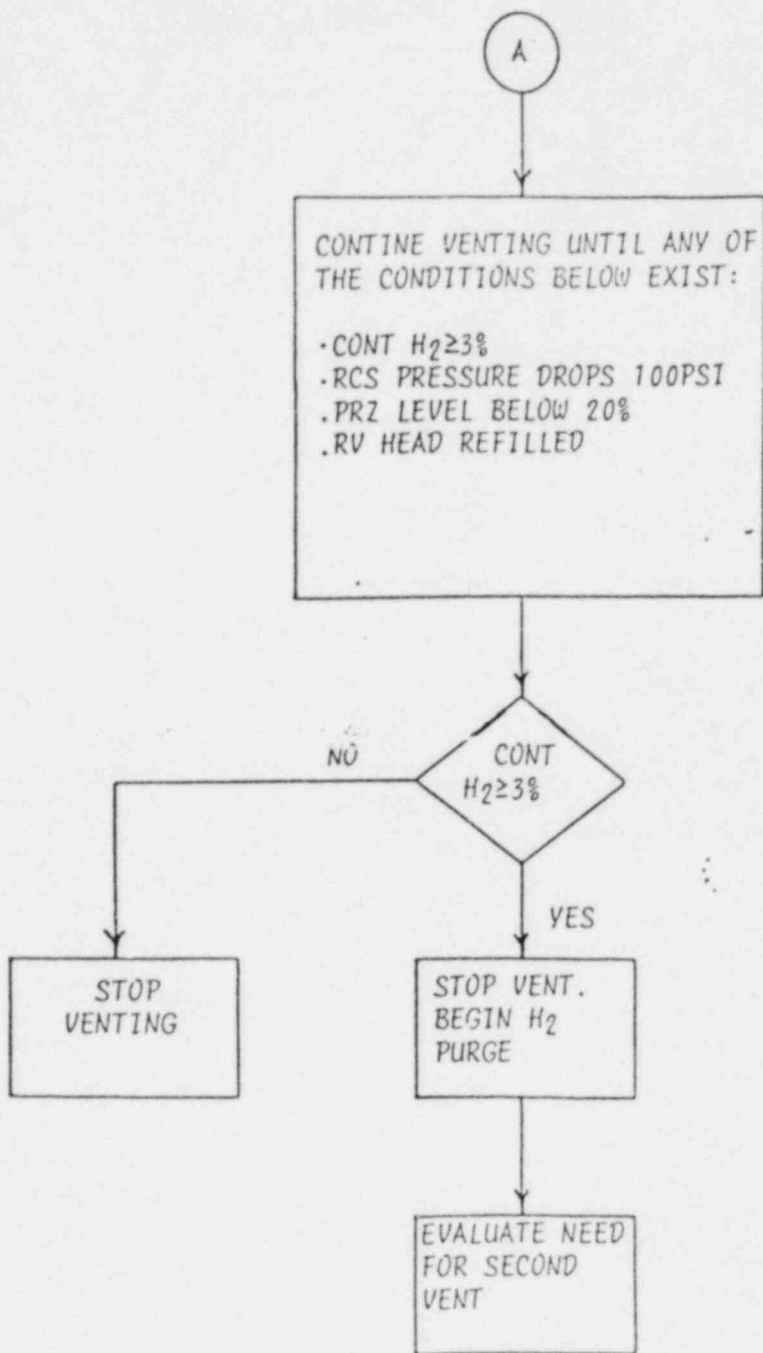 A
CONTINE VENTING UNTIL ANY OF
THE CONDITIONS BELOW EXIST:
·CONT H₂≥3%
·RCS PRESSURE DROPS 100PSI
.PRZ LEVEL BELOW 20%
.RV HEAD REFILLED
CONT
H₂≥3%
NO
YES
STOP
VENTING
STOP VENT.
BEGIN H₂
PURGE
EVALUATE NEED
FOR SECOND
VENT